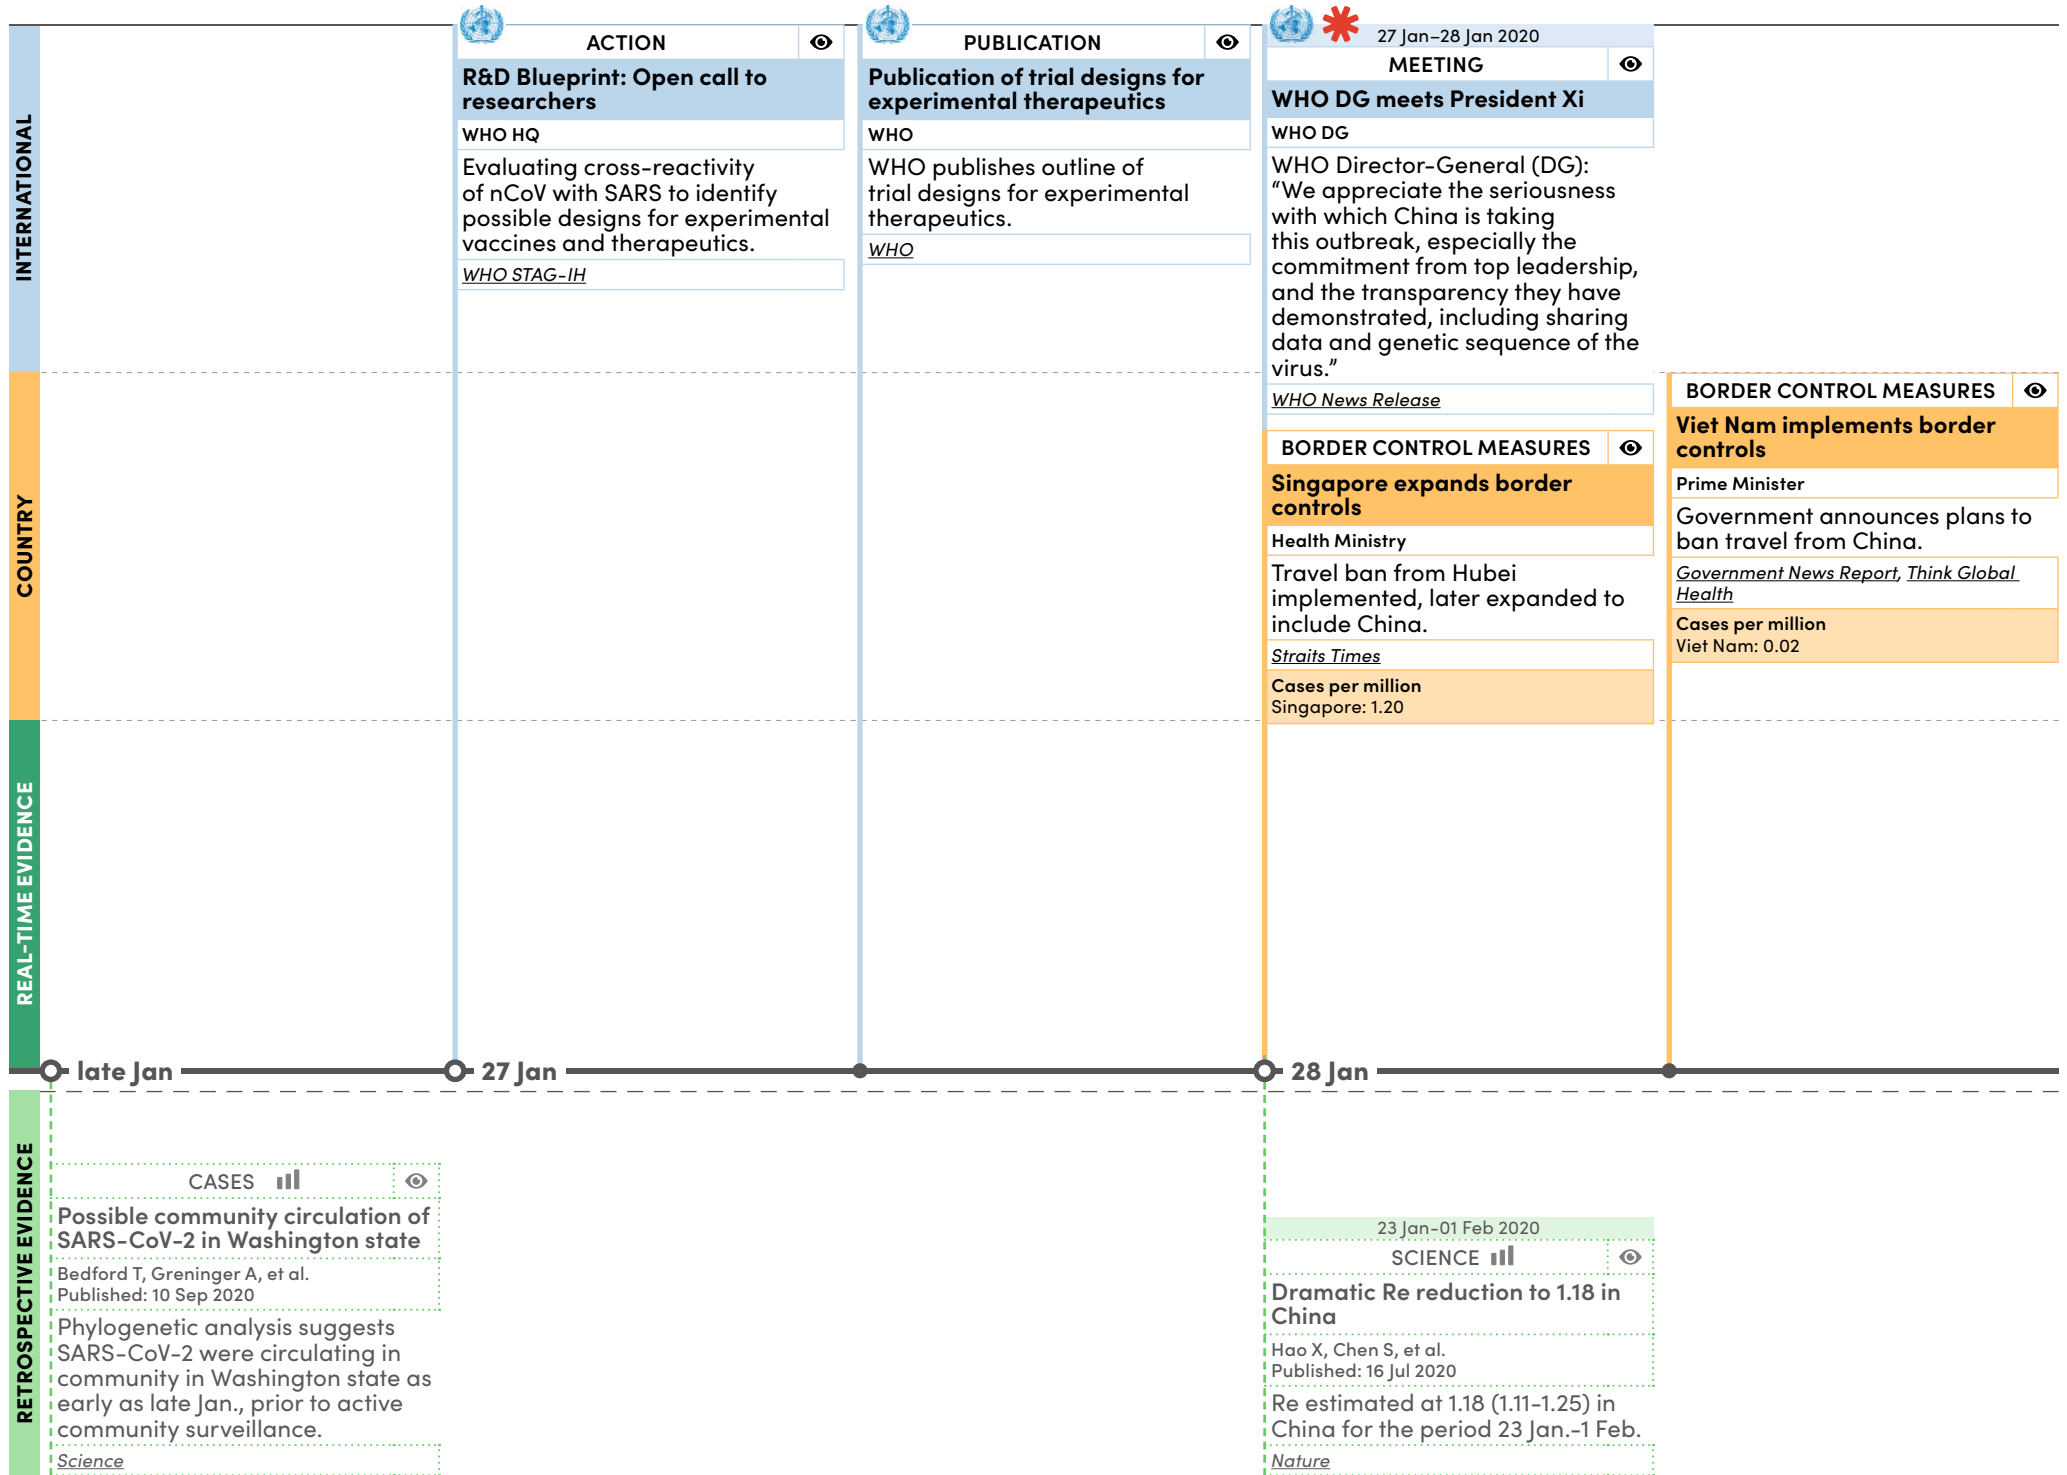 INTERNATIONAL
ACTION
R&D Blueprint: Open call to
researchers
WHO HQ
Evaluating cross-reactivity
of nCoV with SARS to identify
possible designs for experimental
vaccines and therapeutics.
WHO STAG-IH
PUBLICATION
Publication of trial designs for
experimental therapeutics
WHO
WHO publishes outline of
trial designs for experimental
therapeutics.
WHO
27 Jan–28 Jan 2020
MEETING
WHO DG meets President Xi
WHO DG
WHO Director-General (DG):
“We appreciate the seriousness
with which China is taking
this outbreak, especially the
commitment from top leadership,
and the transparency they have
demonstrated, including sharing
data and genetic sequence of the
virus.”
WHO News Release
COUNTRY
BORDER CONTROL MEASURES
Singapore expands border
controls
Health Ministry
Travel ban from Hubei
implemented, later expanded to
include China.
Straits Times
Cases per million
Singapore: 1.20
BORDER CONTROL MEASURES
Viet Nam implements border
controls
Prime Minister
Government announces plans to
ban travel from China.
Government News Report, Think Global
Health
Cases per million
Viet Nam: 0.02
REAL-TIME EVIDENCE
late Jan
27 Jan
28 Jan
RETROSPECTIVE EVIDENCE
CASES
Possible community circulation of
SARS-CoV-2 in Washington state
Bedford T, Greninger A, et al.
Published: 10 Sep 2020
Phylogenetic analysis suggests
SARS-CoV-2 were circulating in
community in Washington state as
early as late Jan., prior to active
community surveillance.
Science
23 Jan-01 Feb 2020
SCIENCE
Dramatic Re reduction to 1.18 in
China
Hao X, Chen S, et al.
Published: 16 Jul 2020
Re estimated at 1.18 (1.11-1.25) in
China for the period 23 Jan.-1 Feb.
Nature